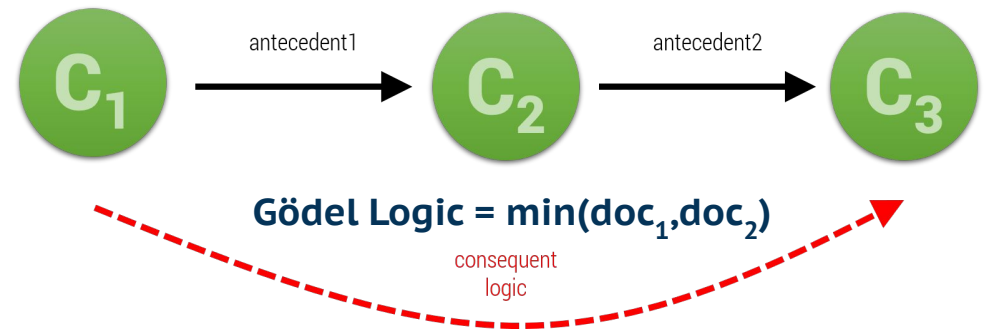 antecedent1
antecedent2
C1
C2
C3
Gödel Logic = min(doc1,doc2)
consequent
logic